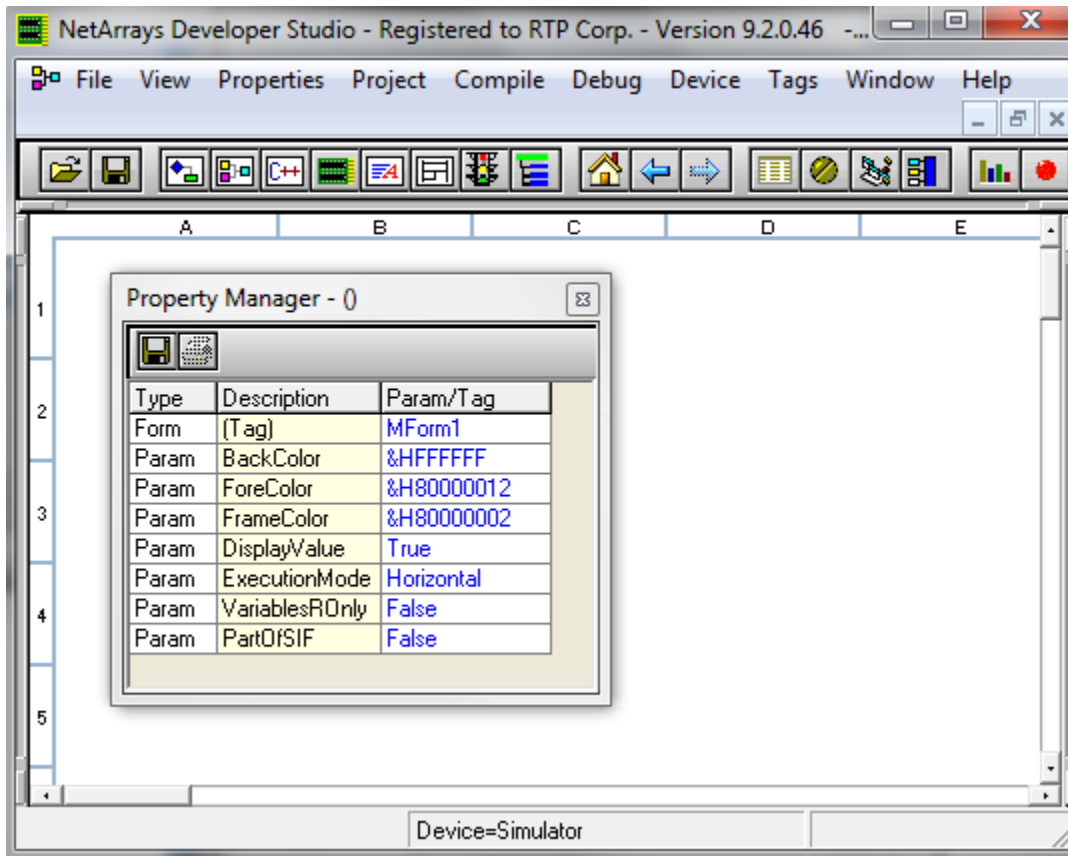 NetArrays Developer Studio - Registered to RTP Corp. - Version 9.2.0.46 -...
File View Properties Project Compile Debug Device Tags Window Help
C++ A
A B C D E
1
2
3
4
5
Property Manager - ()
Type Description Param/Tag
Form (Tag) MForm1
Param BackColor &HFFFFFF
Param ForeColor &H80000012
Param FrameColor &H80000002
Param DisplayValue True
Param ExecutionMode Horizontal
Param VariablesROnly False
Param PartOfSIF False
Device=Simulator